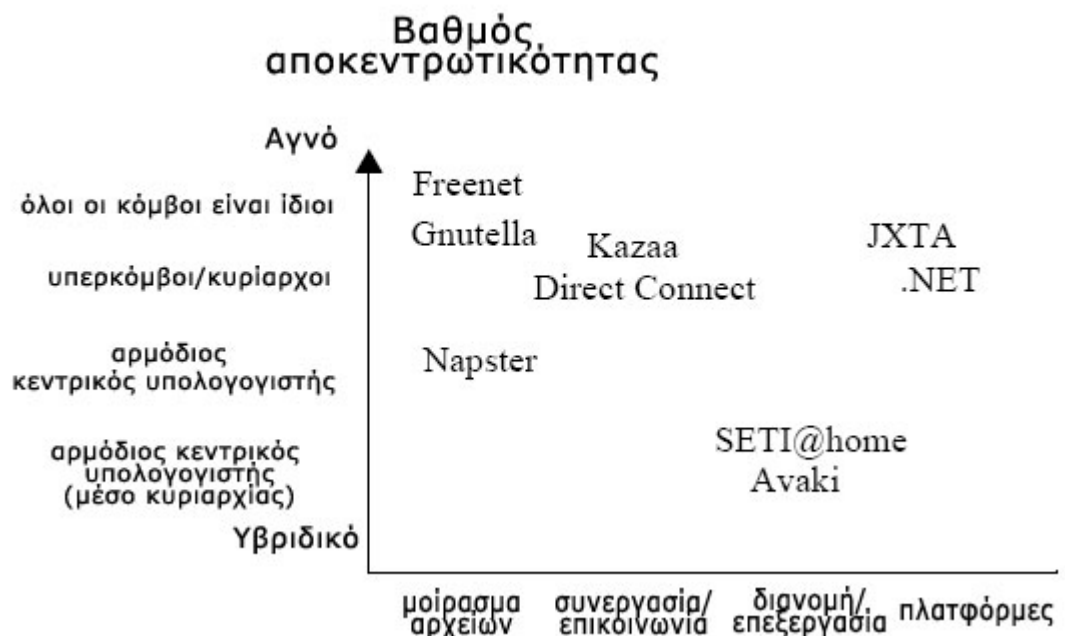 Βαθμός
αποκεντρωτικότητας
Αγνό
όλοι οι κόμβοι είναι ίδιοι
υπερκόμβοι/κυρίαρχοι
αρμόδιος
κεντρικός υπολογογιστής
αρμόδιος κεντρικός
υπολογογιστής
(μέσο κυριαρχίας)
Υβριδικό
Freenet
Gnutella
Kazaa
Direct Connect
JXTA
.NET
Napster
SETI@home
Avaki
μοίρασμα
αρχείων
συνεργασία/
επικοινωνία
διανομή/
επεξεργασία
πλατφόρμες